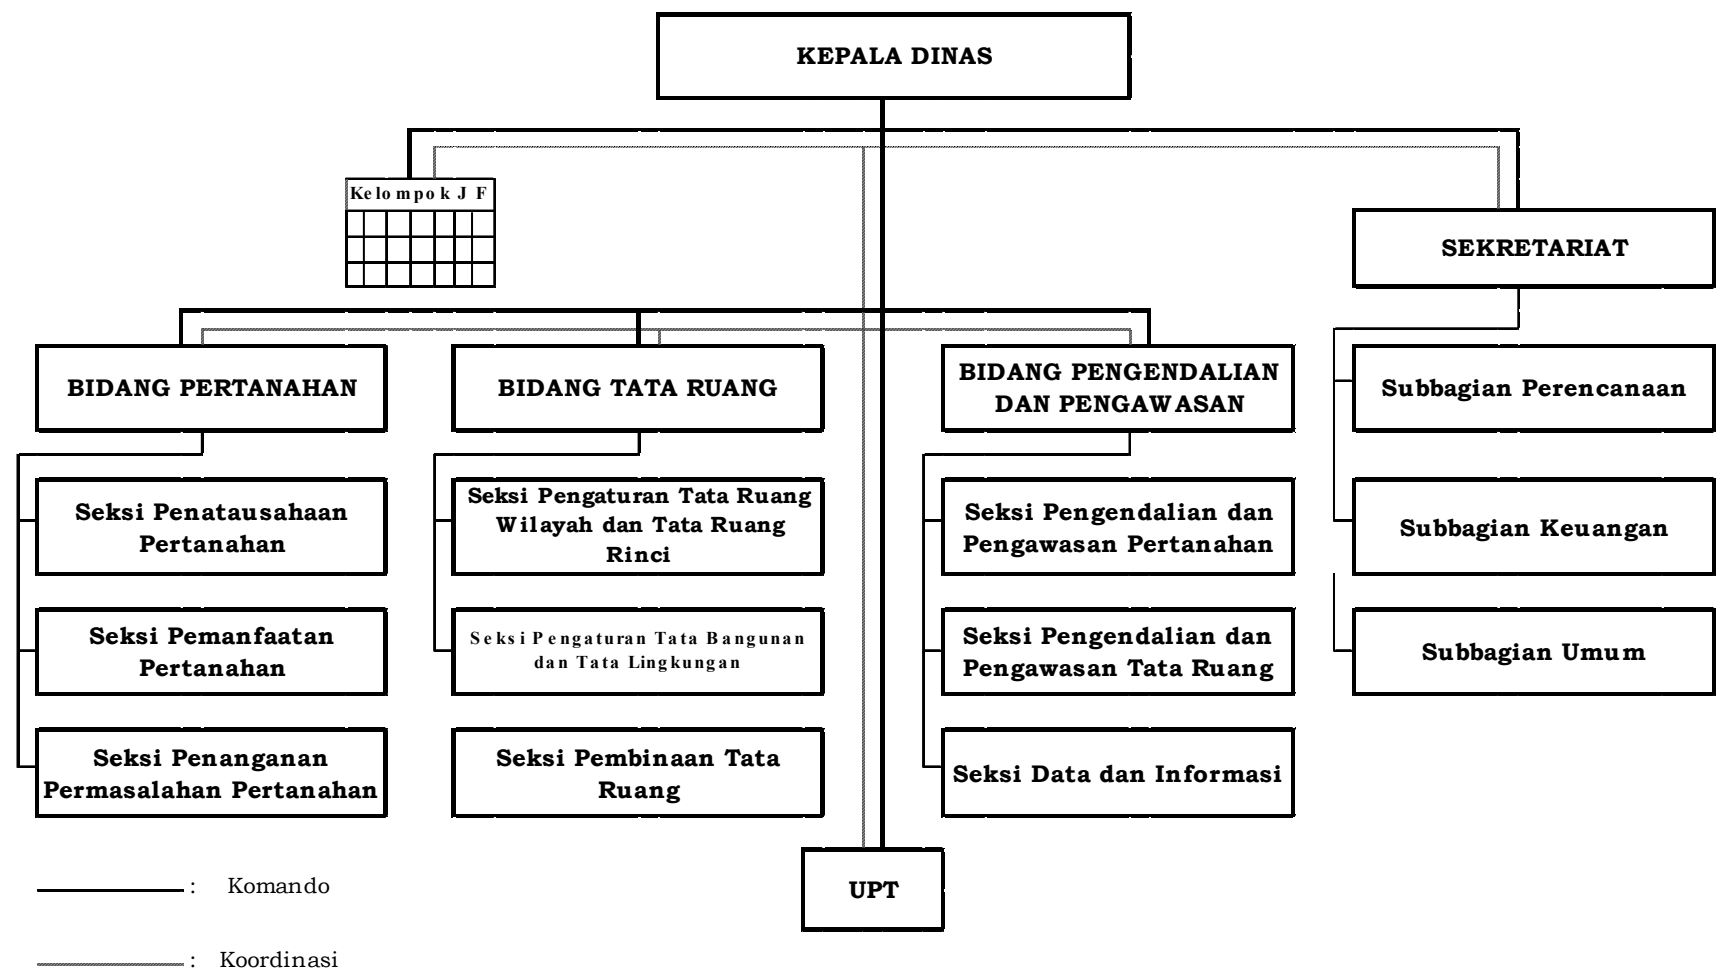 KEPALA DINAS
Kelompok J F
SEKRETARIAT
BIDANG PERTANAHAN
BIDANG TATA RUANG
BIDANG PENGENDALIAN
DAN PENGAWASAN
Subbagian Perencanaan
Seksi Penatausahaan
Pertanahan
Seksi Pengaturan Tata Ruang
Wilayah dan Tata Ruang
Rinci
Seksi Pengendalian dan
Pengawasan Pertanahan
Subbagian Keuangan
Seksi Pemanfaatan
Pertanahan
Seksi Pengaturan Tata Bangunan
dan Tata Lingkungan
Seksi Pengendalian dan
Pengawasan Tata Ruang
Subbagian Umum
Seksi Penanganan
Permasalahan Pertanahan
Seksi Pembinaan Tata
Ruang
Seksi Data dan Informasi
UPT
: Komando
: Koordinasi